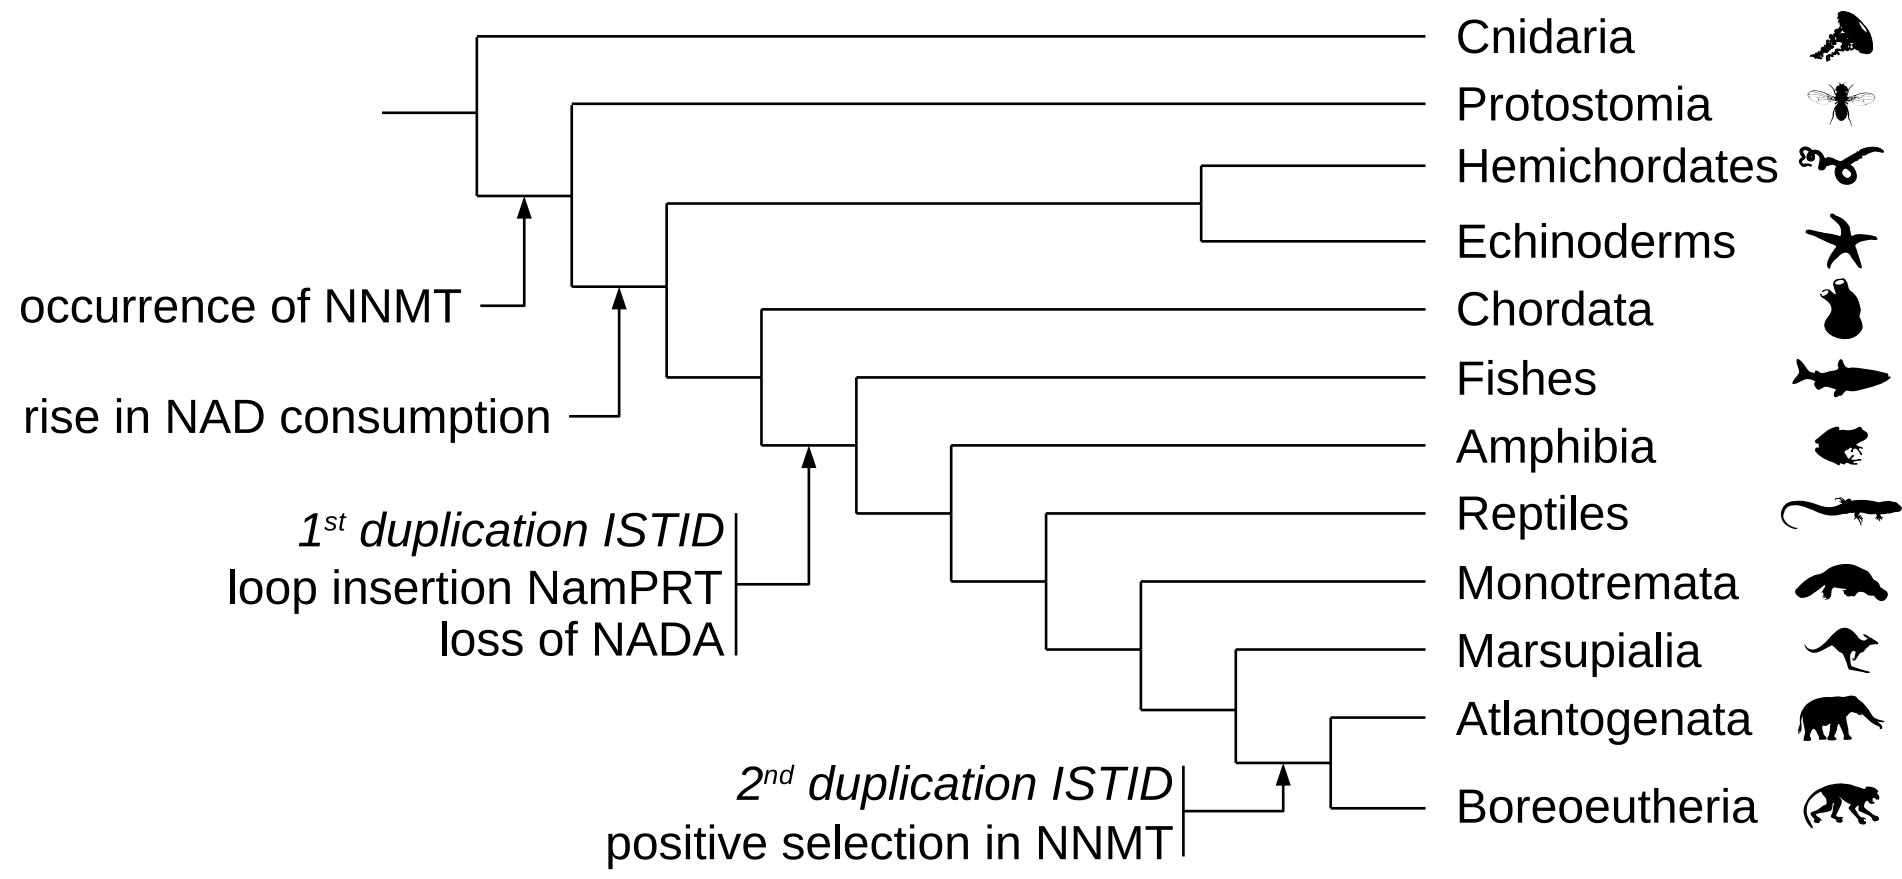 Cnidaria
Protostomia
Hemichordates
Echinoderms
occurrence of NNMT
Chordata
Fishes
rise in NAD consumption
Amphibia
Reptiles
1st duplication ISTID
loop insertion NamPRT
loss of NADA
Monotremata
Marsupialia
Atlantogenata
2nd duplication ISTID
positive selection in NNMT
Boreoeutheria